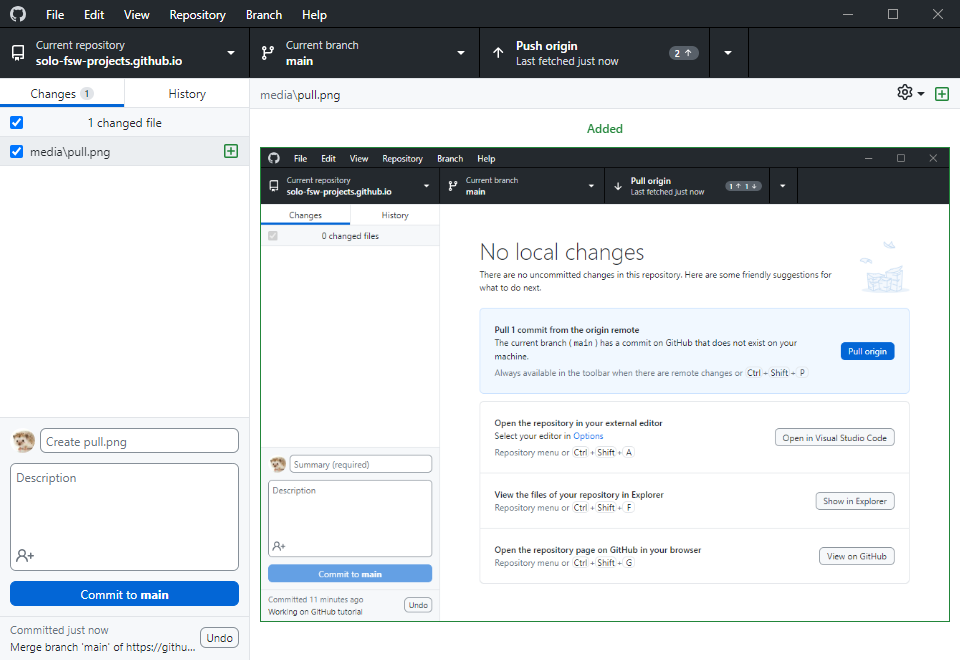 File Edit View Repository Branch Help
Current repository
solo-fsw-projects.github.io
Current branch
main
Push origin
Last fetched just now
2
Changes 1
History
1 changed file
media\pull.png
media\pull.png
Added
File Edit View Repository Branch Help
Current repository
solo-fsw-projects.github.io
Current branch
main
Pull origin
Last fetched just now
1 1
Changes
History
0 changed files
No local changes
There are no uncommitted changes in this repository. Here are some friendly suggestions for
what to do next.
Pull 1 commit from the origin remote
The current branch ( main ) has a commit on GitHub that does not exist on your
machine.
Always available in the toolbar when there are remote changes or Ctrl + Shift + P
Pull origin
Open the repository in your external editor
Select your editor in Options
Repository menu or Ctrl + Shift + A
Open in Visual Studio Code
View the files of your repository in Explorer
Repository menu or Ctrl + Shift + F
Show in Explorer
Open the repository page on GitHub in your browser
Repository menu or Ctrl + Shift + G
View on GitHub
Summary (required)
Description
Commit to main
Committed 11 minutes ago
Working on GitHub tutorial
Undo
Create pull.png
Description
Commit to main
Committed just now
Merge branch 'main' of https://githu...
Undo